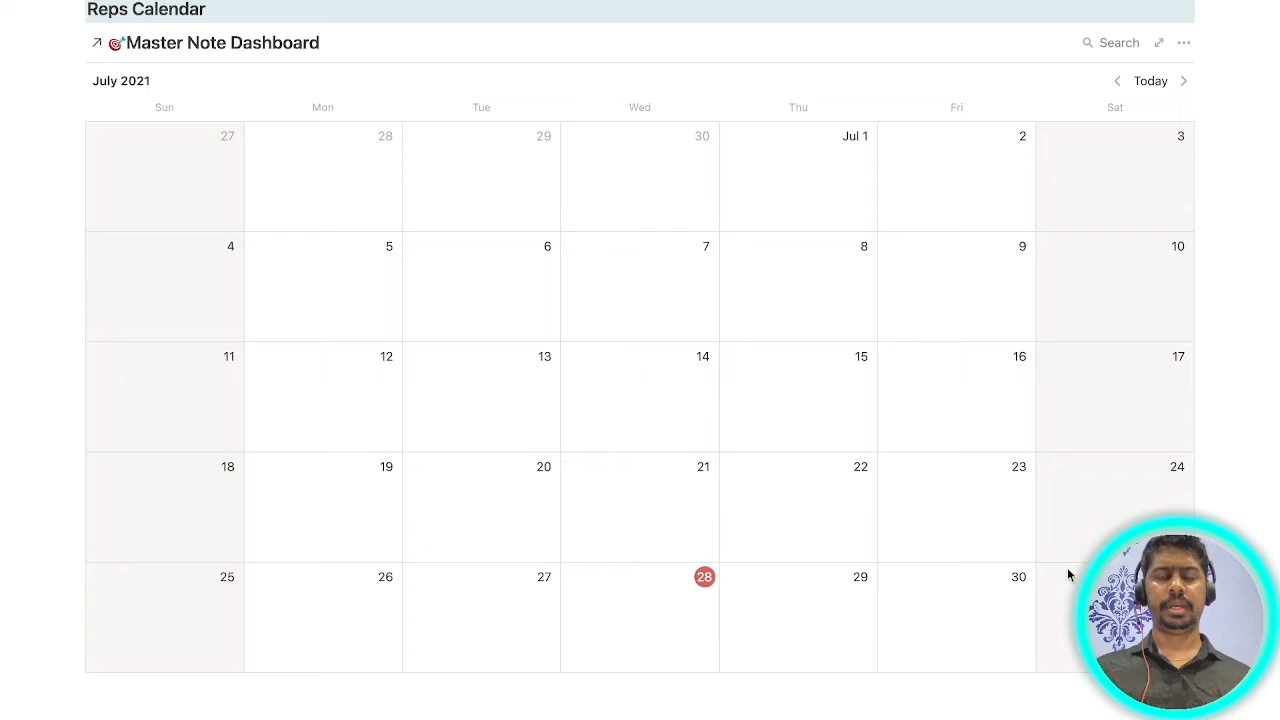 Reps Calendar
Master Note Dashboard
Search
July 2021
Today
Sun Mon Tue Wed Thu Fri Sat
27 28 29 30 Jul 1 2 3
4 5 6 7 8 9 10
11 12 13 14 15 16 17
18 19 20 21 22 23 24
25 26 27 28 29 30